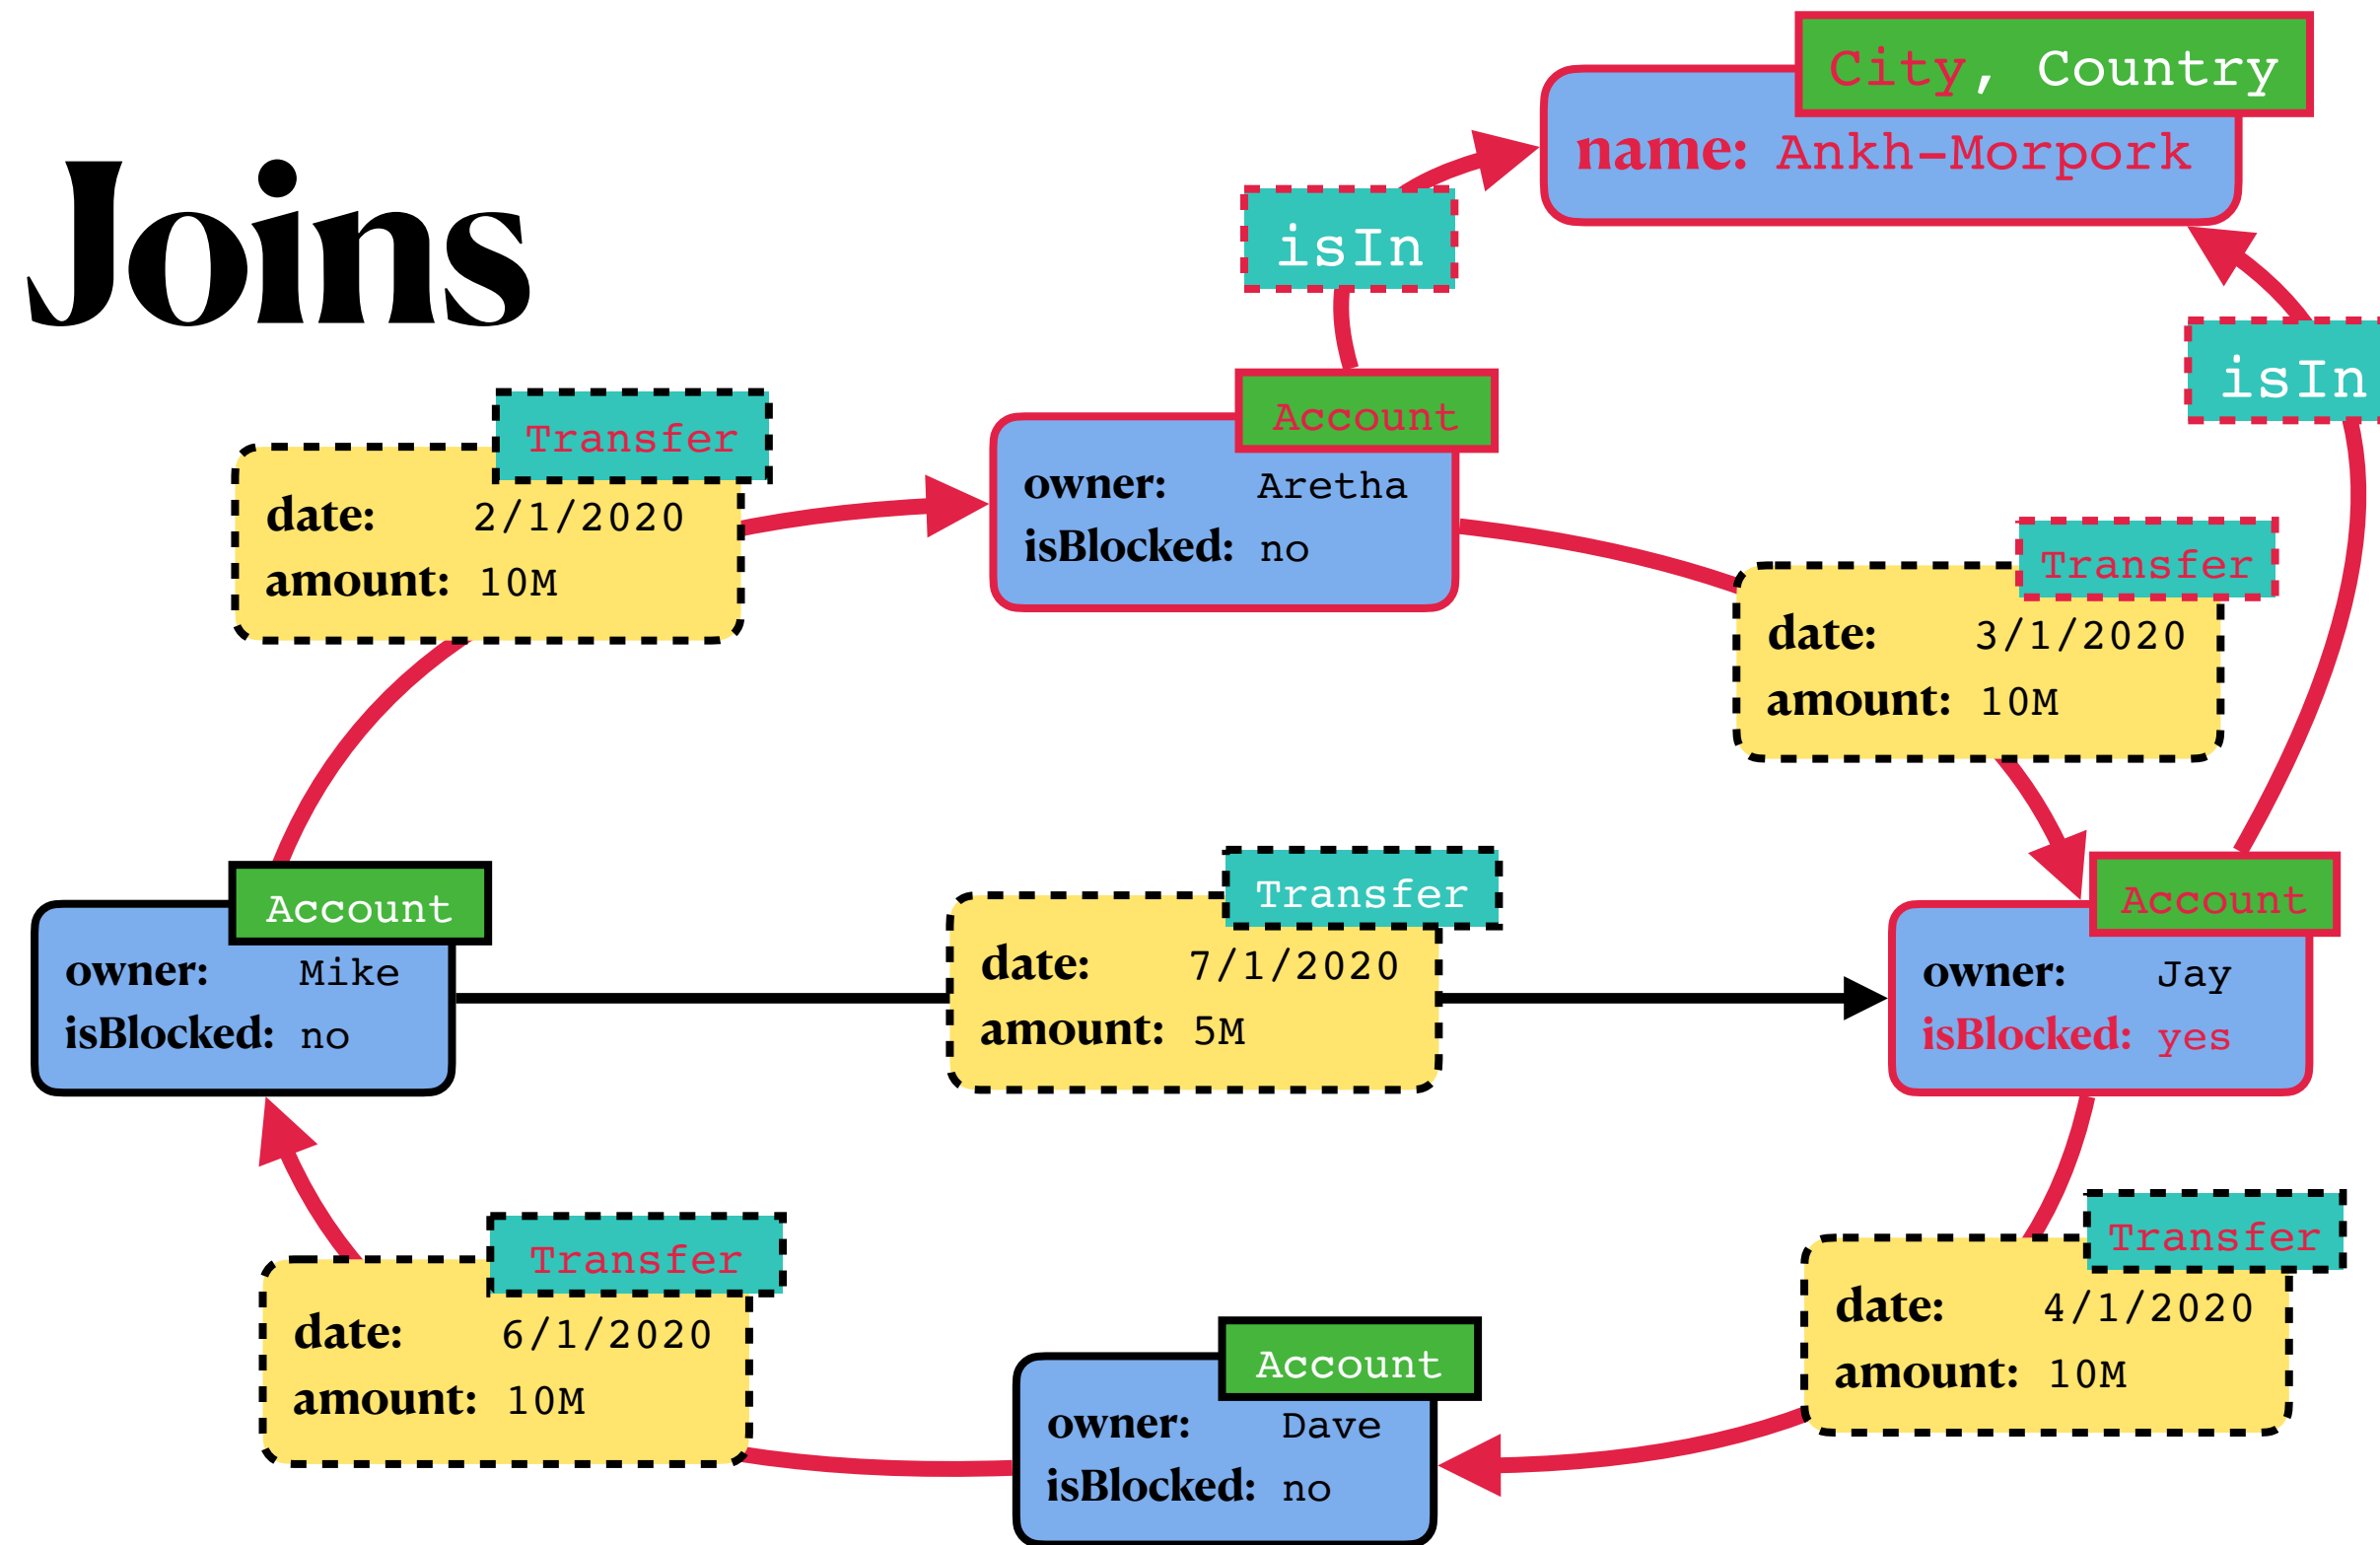 Joins
City, Country
name: Ankh-Morpork
isIn
isIn
Transfer
date: 2/1/2020
amount: 10M
Account
owner: Aretha
isBlocked: no
Transfer
date: 3/1/2020
amount: 10M
Account
owner: Mike
isBlocked: no
Transfer
date: 7/1/2020
amount: 5M
Account
owner: Jay
isBlocked: yes
Transfer
date: 6/1/2020
amount: 10M
Account
owner: Dave
isBlocked: no
Transfer
date: 4/1/2020
amount: 10M